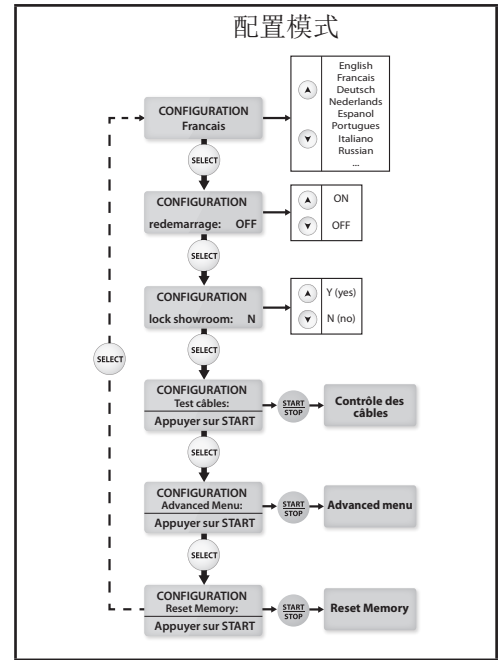 配置模式
CONFIGURATION
Francais
English
Francais
Deutsch
Nederlands
Espanol
Portugues
Italiano
Russian
...
SELECT
CONFIGURATION
redemarrage: OFF
ON
OFF
SELECT
CONFIGURATION
lock showroom: N
Y (yes)
N (no)
SELECT
SELECT
CONFIGURATION
Test câbles:
Appuyer sur START
START
STOP
Contrôle des
câbles
SELECT
CONFIGURATION
Advanced Menu:
Appuyer sur START
START
STOP
Advanced menu
SELECT
CONFIGURATION
Reset Memory:
Appuyer sur START
START
STOP
Reset Memory